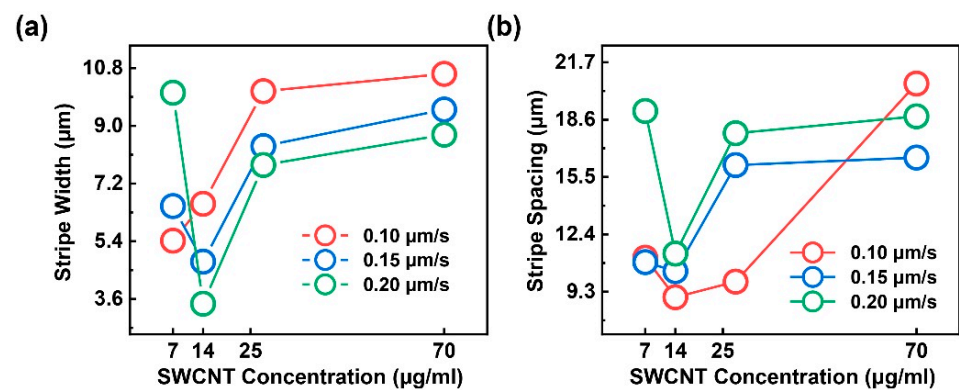 (a)
Stripe Width (μm)
10.8
9.0
7.2
5.4
3.6
0.10 μm/s
0.15 μm/s
0.20 μm/s
7 14 25 70
SWCNT Concentration (μg/ml)
(b)
Stripe Spacing (μm)
21.7
18.6
15.5
12.4
9.3
0.10 μm/s
0.15 μm/s
0.20 μm/s
7 14 25 70
SWCNT Concentration (μg/ml)